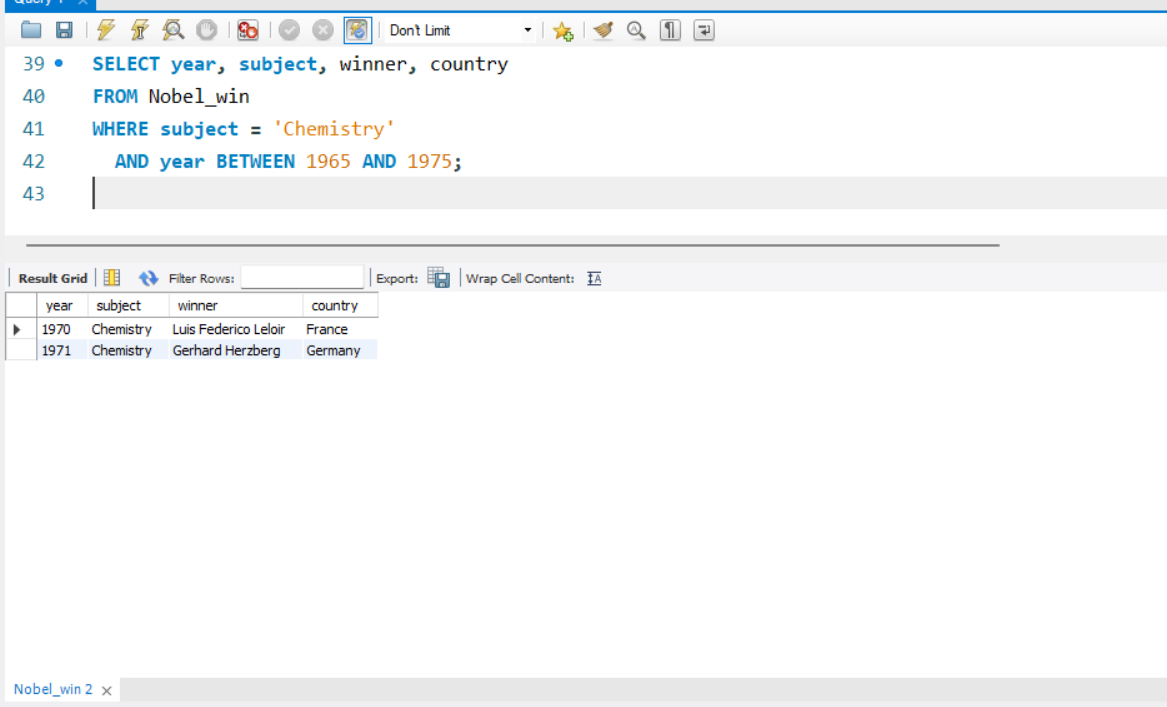 Query 1 ×
Don't Limit
39 SELECT year, subject, winner, country
40 FROM Nobel_win
41 WHERE subject = 'Chemistry'
42 AND year BETWEEN 1965 AND 1975;
43
Result Grid Filter Rows: Export: Wrap Cell Content:
year subject winner country
1970 Chemistry Luis Federico Leloir France
1971 Chemistry Gerhard Herzberg Germany
Nobel_win 2 ×